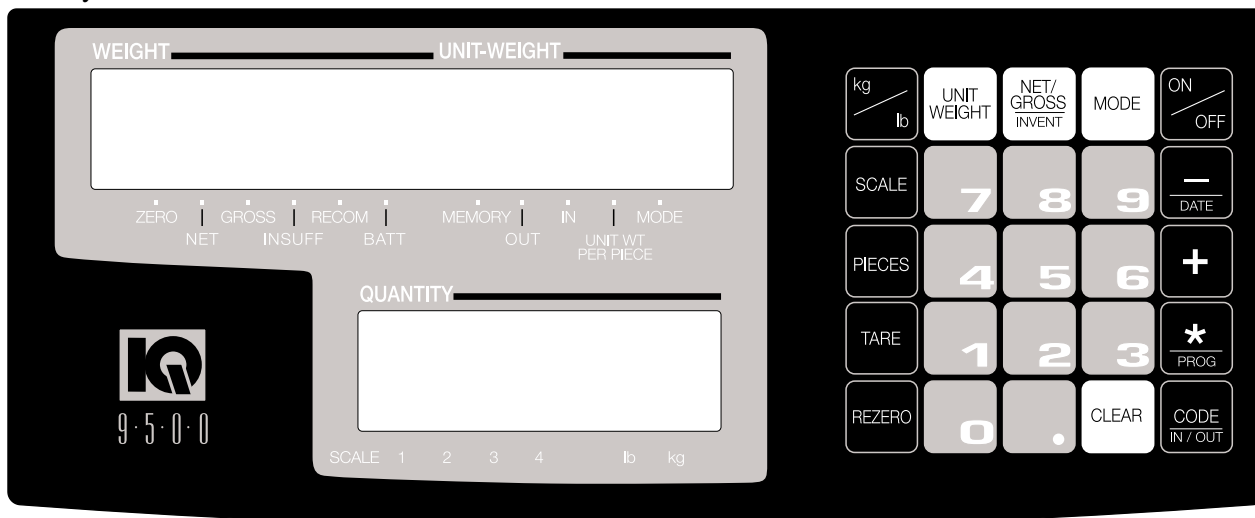 WEIGHT UNIT-WEIGHT
ZERO GROSS RECOM MEMORY IN MODE
NET INSUFF BATT OUT UNIT WT
PER PIECE
QUANTITY
SCALE 1 2 3 4 lb kg
IQ
9·5·0·0
kg
lb
UNIT
WEIGHT
NET/
GROSS
INVENT
MODE
ON
OFF
SCALE
7
8
9
−
DATE
PIECES
4
5
6
+
TARE
1
2
3
*
PROG
REZERO
0
.
CLEAR
CODE
IN / OUT